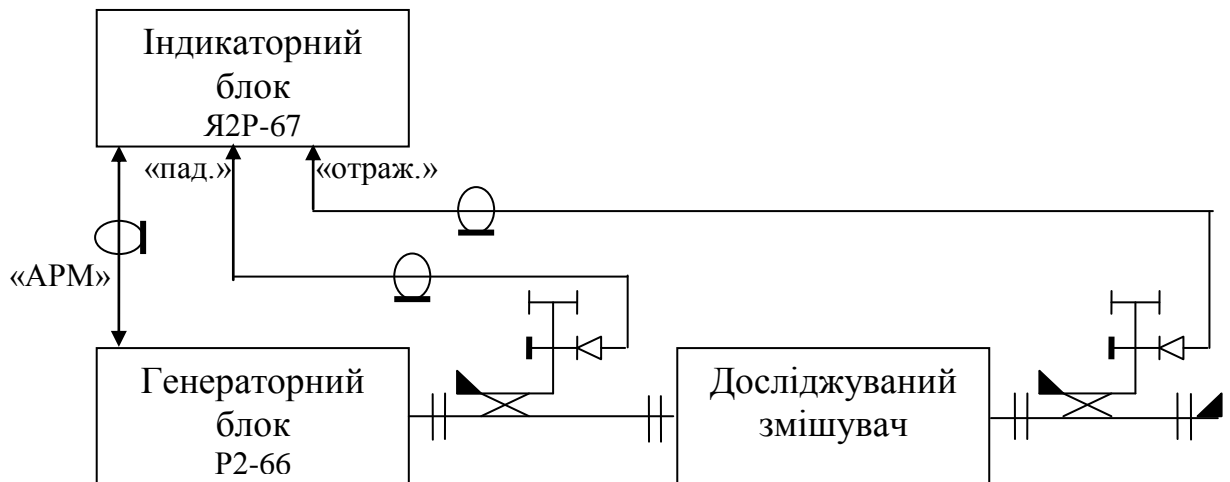 Індикаторний
блок
Я2Р-67
«пад.»
«отраж.»
«АРМ»
Генераторний
блок
Р2-66
Досліджуваний
змішувач